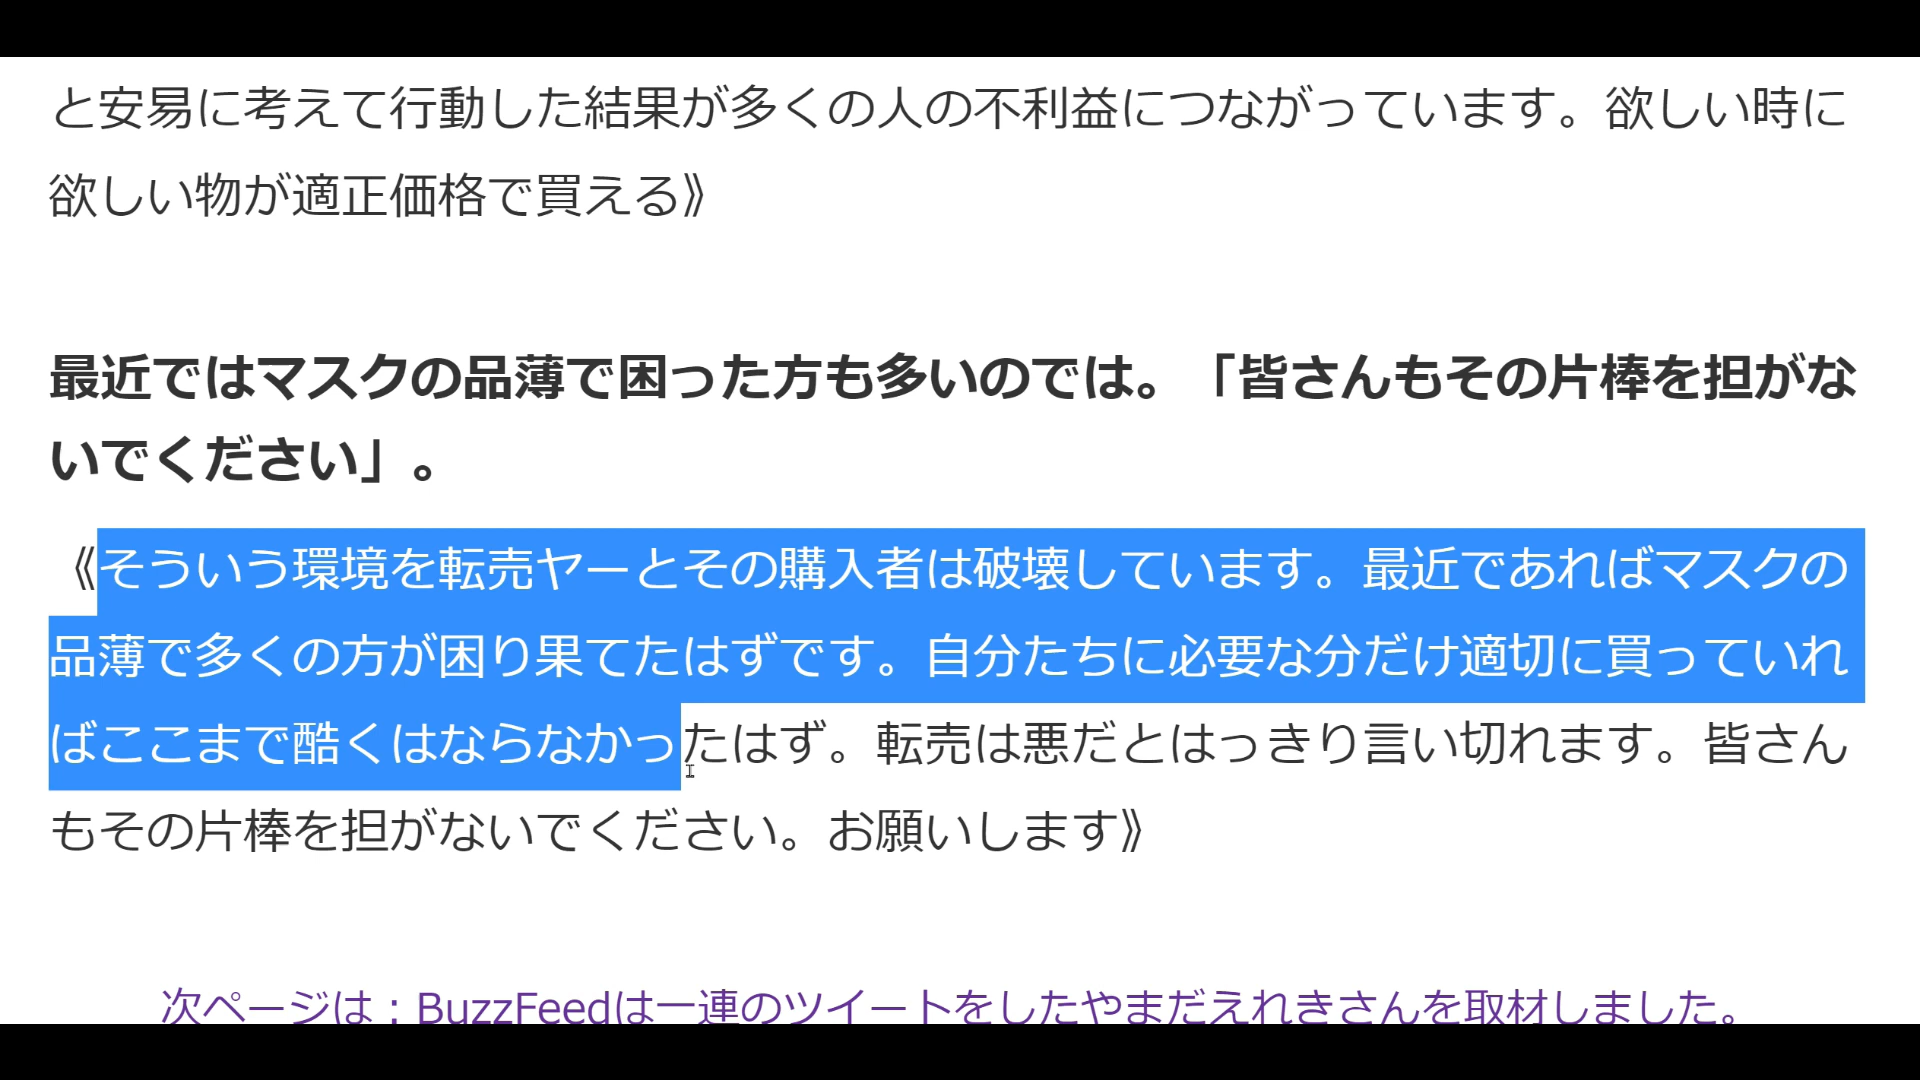 と安易に考えて行動した結果が多くの人の不利益につながっています。欲しい時に
欲しい物が適正価格で買える》
最近ではマスクの品薄で困った方も多いのでは。「皆さんもその片棒を担がな
いでください」。
《そういう環境を転売ヤーとその購入者は破壊しています。最近であればマスクの
品薄で多くの方が困り果てたはずです。自分たちに必要な分だけ適切に買っていれ
ばここまで酷くはならなかったはず。転売は悪だとはっきり言い切れます。皆さん
もその片棒を担がないでください。お願いします》
次ページは：BuzzFeedは一連のツイートをしたやまだえれきさんを取材しました。